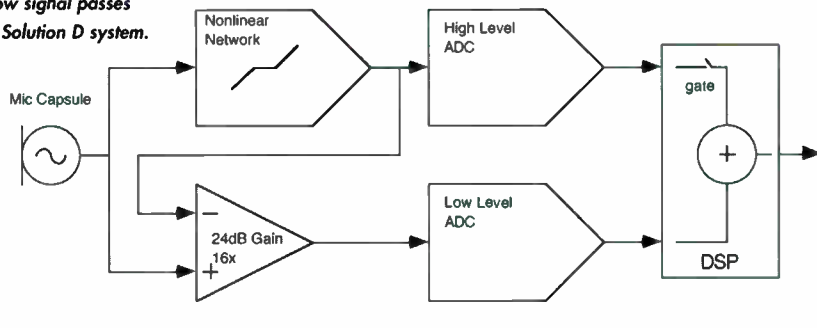 ow signal passes
Solution D system.
Nonlinear
Network
High Level
ADC
Mic Capsule
gate
+
−
24dB Gain
16x
+
Low Level
ADC
DSP